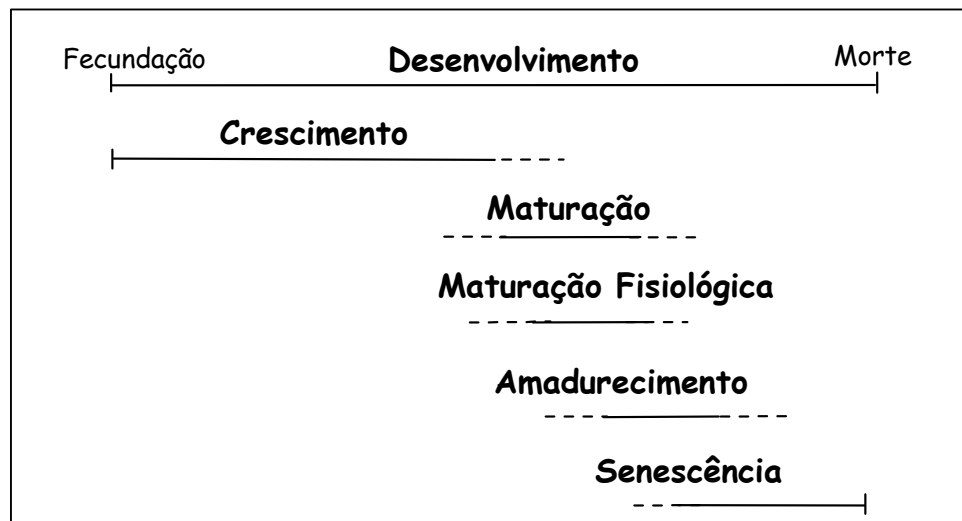 Fecundação Desenvolvimento Morte
Crescimento
Maturação
Maturação Fisiológica
Amadurecimento
Senescência